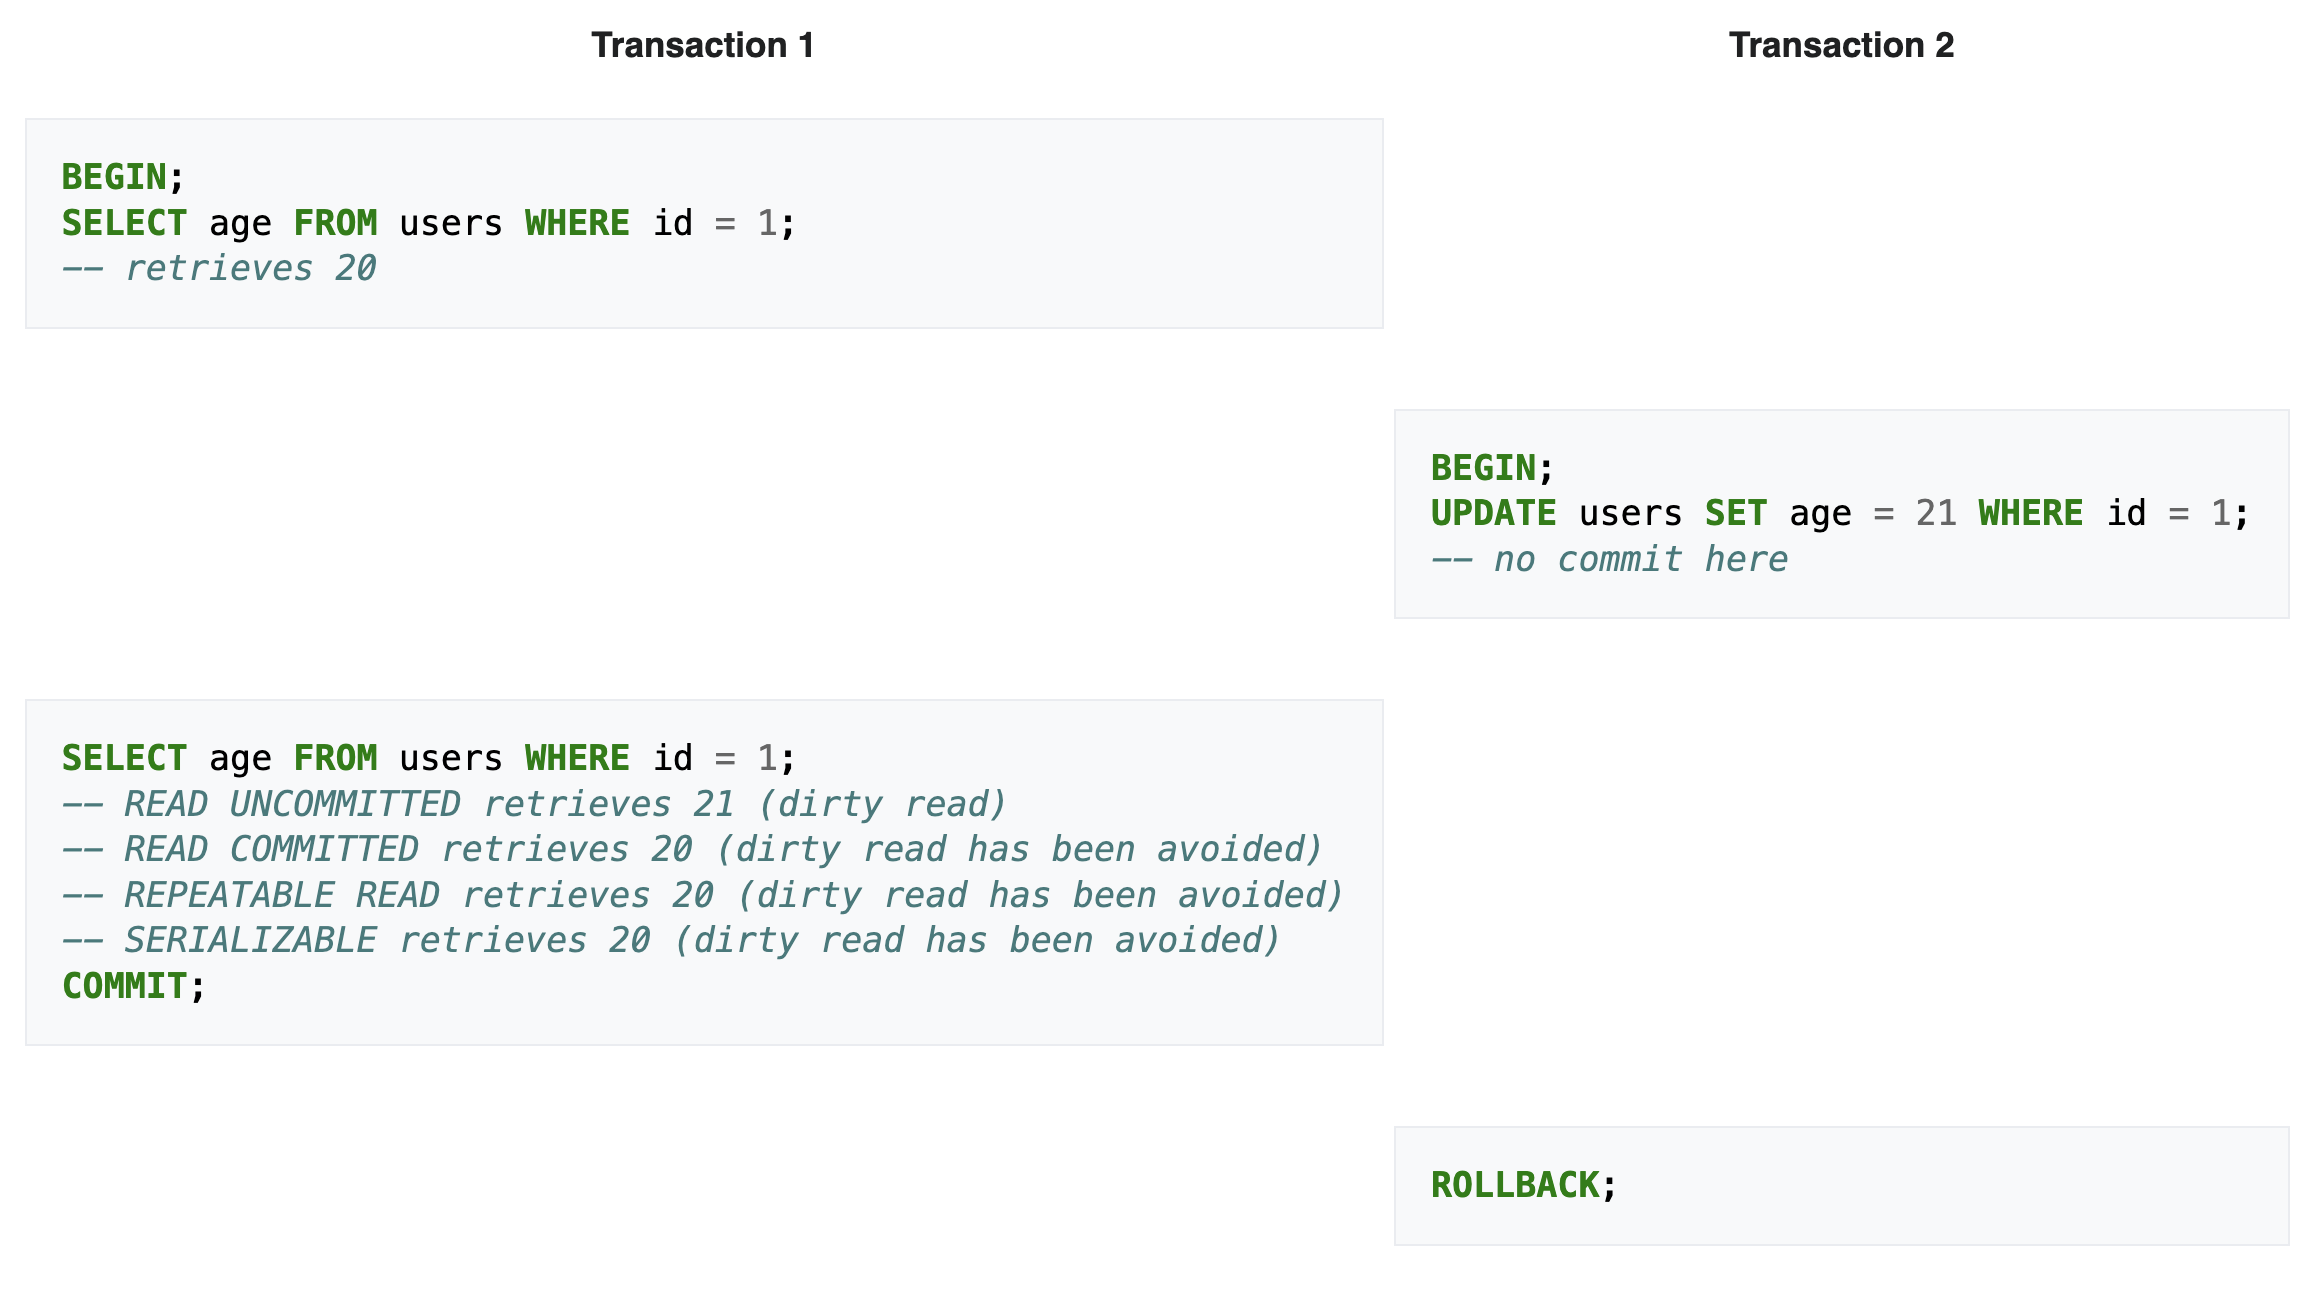 Transaction 1
Transaction 2
BEGIN;
SELECT age FROM users WHERE id = 1;
-- retrieves 20
BEGIN;
UPDATE users SET age = 21 WHERE id = 1;
-- no commit here
SELECT age FROM users WHERE id = 1;
-- READ UNCOMMITTED retrieves 21 (dirty read)
-- READ COMMITTED retrieves 20 (dirty read has been avoided)
-- REPEATABLE READ retrieves 20 (dirty read has been avoided)
-- SERIALIZABLE retrieves 20 (dirty read has been avoided)
COMMIT;
ROLLBACK;